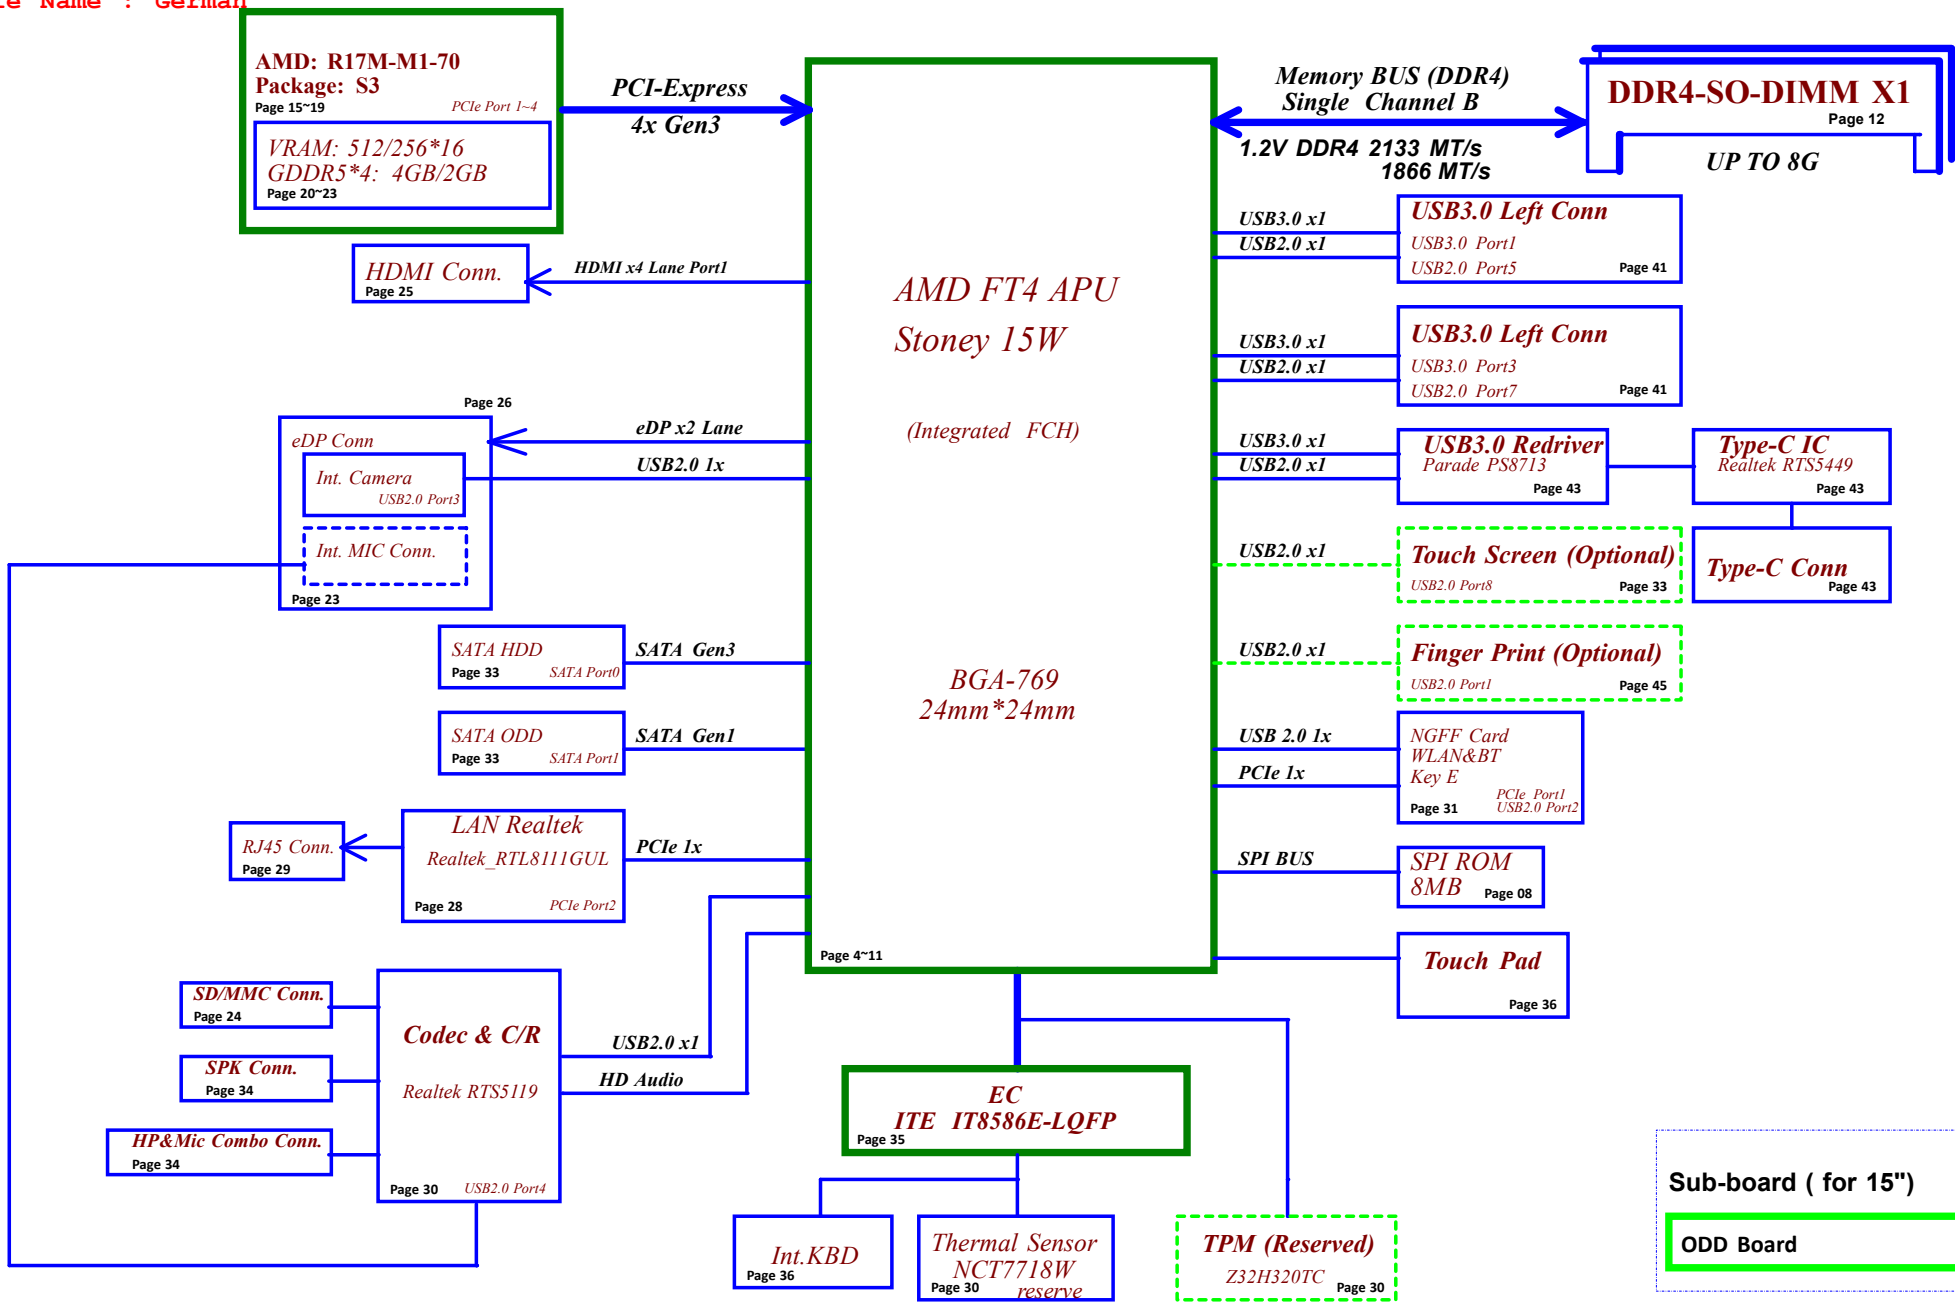 Name : German
AMD: R17M-M1-70
Package: S3
Page 15~19
PCIe Port 1~4
VRAM: 512/256*16
GDDR5*4: 4GB/2GB
Page 20~23
PCI-Express
4x Gen3
HDMI Conn.
Page 25
HDMI x4 Lane Port1
Page 26
eDP Conn
eDP x2 Lane
Int. Camera
USB2.0 Port3
USB2.0 1x
Int. MIC Conn.
Page 23
SATA HDD
Page 33
SATA Port0
SATA Gen3
SATA ODD
Page 33
SATA Port1
SATA Gen1
RJ45 Conn.
Page 29
LAN Realtek
Realtek_RTL8111GUL
Page 28
PCIe Port2
PCIe 1x
SD/MMC Conn.
Page 24
SPK Conn.
Page 34
HP&Mic Combo Conn.
Page 34
Codec & C/R
Realtek RTS5119
Page 30
USB2.0 Port4
USB2.0 x1
HD Audio
AMD FT4 APU
Stoney 15W
(Integrated FCH)
BGA-769
24mm*24mm
Page 4~11
EC
ITE IT8586E-LQFP
Page 35
Int.KBD
Page 36
Thermal Sensor
NCT7718W
Page 30
reserve
TPM (Reserved)
Z32H320TC
Page 30
Memory BUS (DDR4)
Single Channel B
1.2V DDR4 2133 MT/s
1866 MT/s
DDR4-SO-DIMM X1
Page 12
UP TO 8G
USB3.0 x1
USB2.0 x1
USB3.0 Left Conn
USB3.0 Port1
USB2.0 Port5
Page 41
USB3.0 x1
USB2.0 x1
USB3.0 Left Conn
USB3.0 Port3
USB2.0 Port7
Page 41
USB3.0 x1
USB2.0 x1
USB3.0 Redriver
Parade PS8713
Page 43
Type-C IC
Realtek RTS5449
Page 43
Type-C Conn
Page 43
USB2.0 x1
Touch Screen (Optional)
USB2.0 Port8
Page 33
USB2.0 x1
Finger Print (Optional)
USB2.0 Port1
Page 45
USB 2.0 1x
PCIe 1x
NGFF Card
WLAN&BT
Key E
PCIe Port1
USB2.0 Port2
Page 31
SPI BUS
SPI ROM
8MB
Page 08
Touch Pad
Page 36
Sub-board ( for 15")
ODD Board